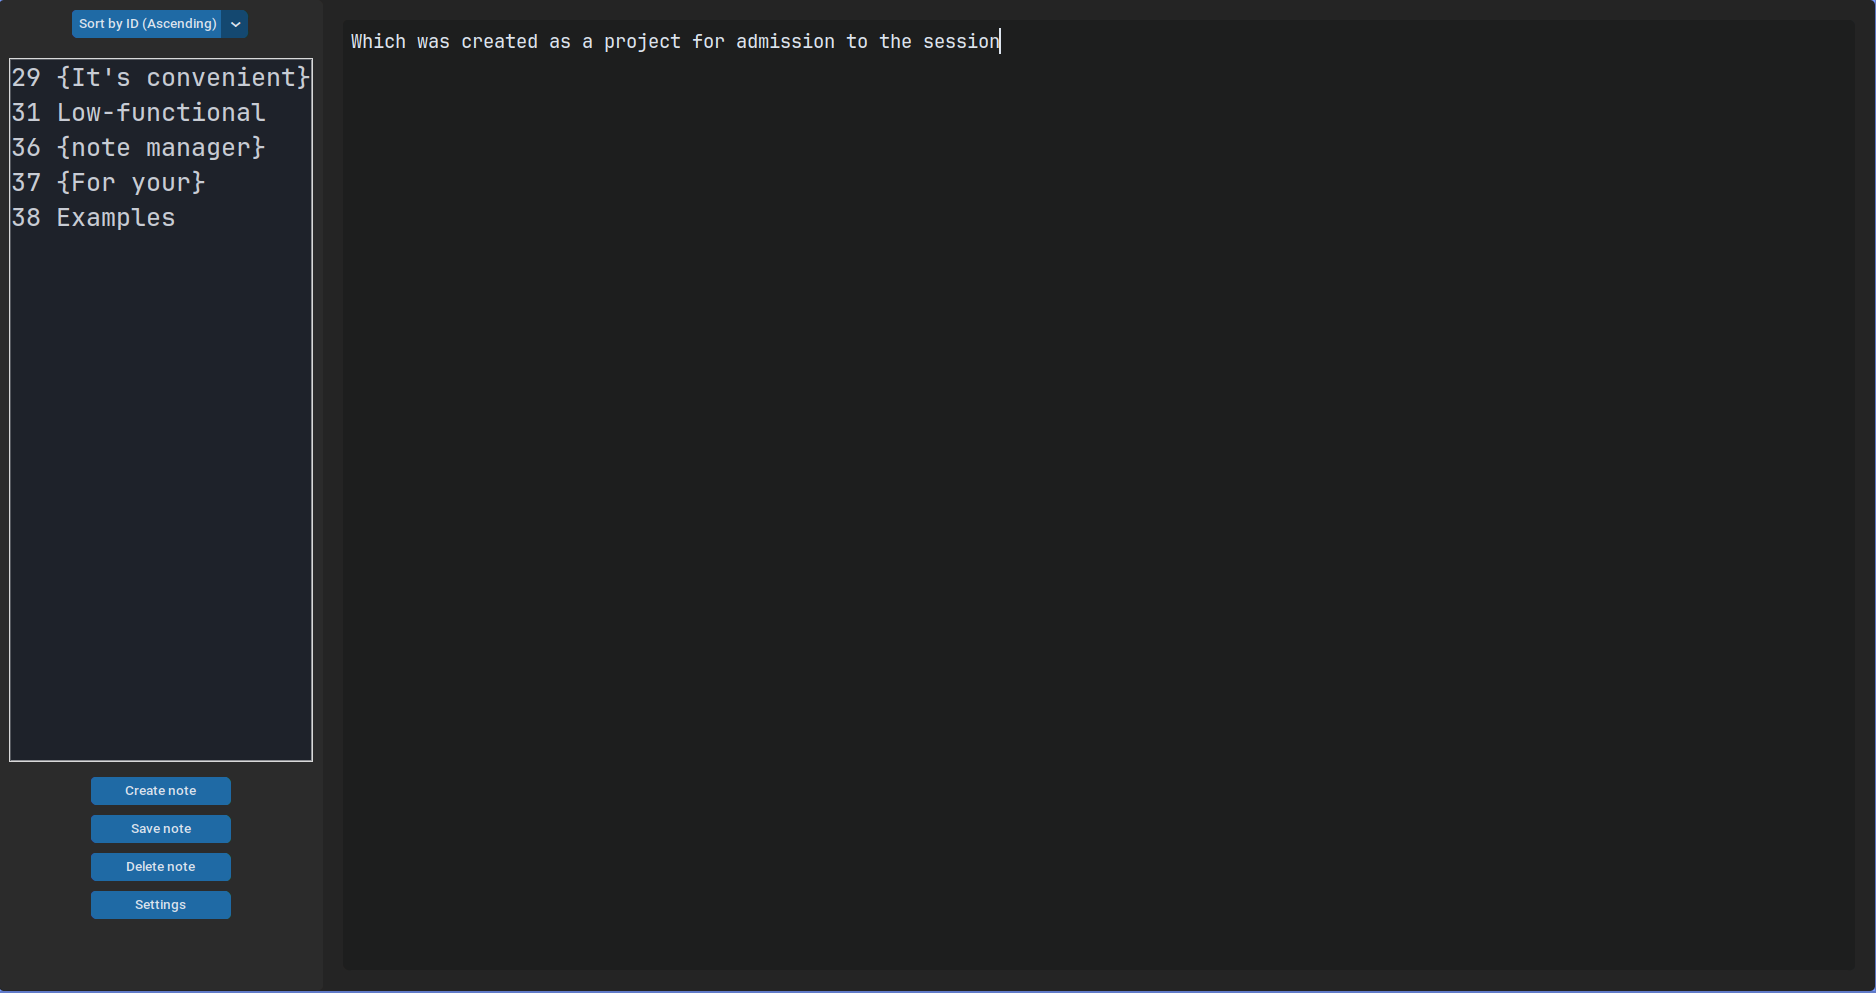 Sort by ID (Ascending)
29 {It's convenient}
31 Low-functional
36 {note manager}
37 {For your}
38 Examples
Create note
Save note
Delete note
Settings
Which was created as a project for admission to the session